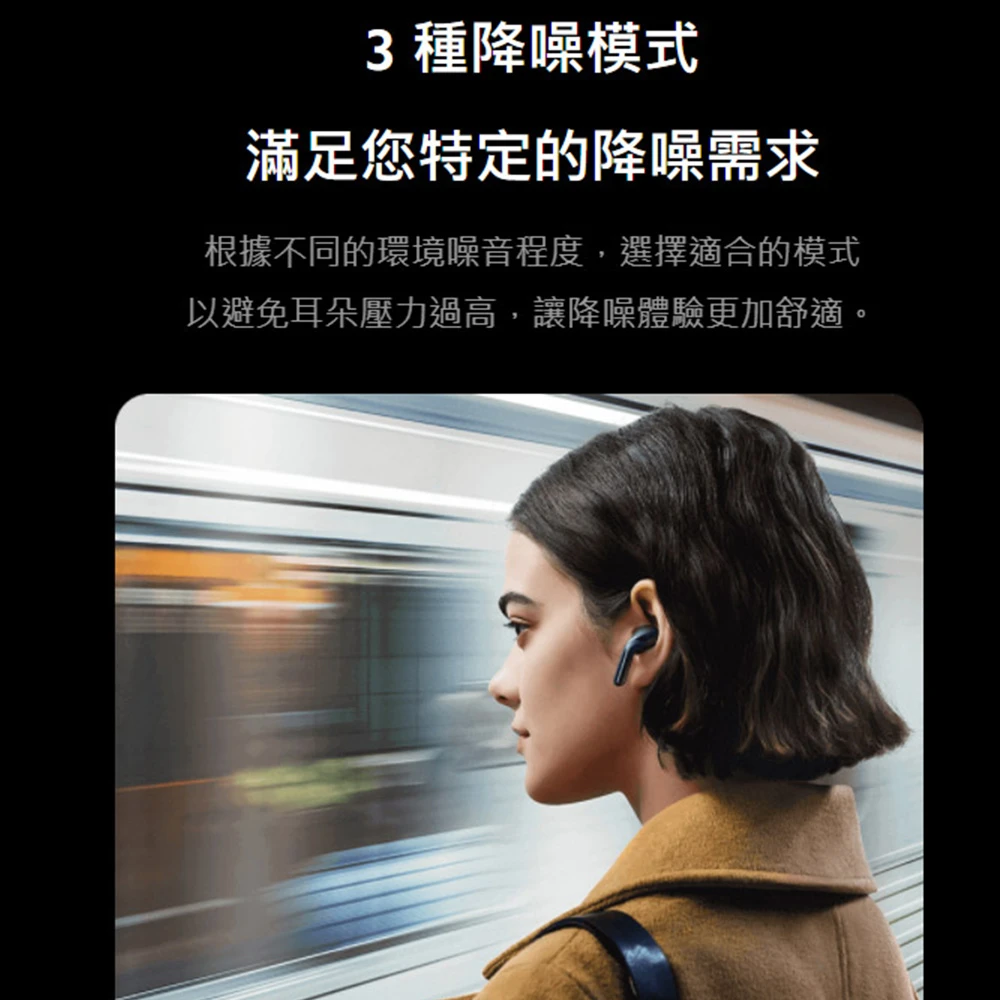 3 種降噪模式
滿足您特定的降噪需求
根據不同的環境噪音程度，選擇適合的模式
以避免耳朵壓力過高，讓降噪體驗更加舒適。